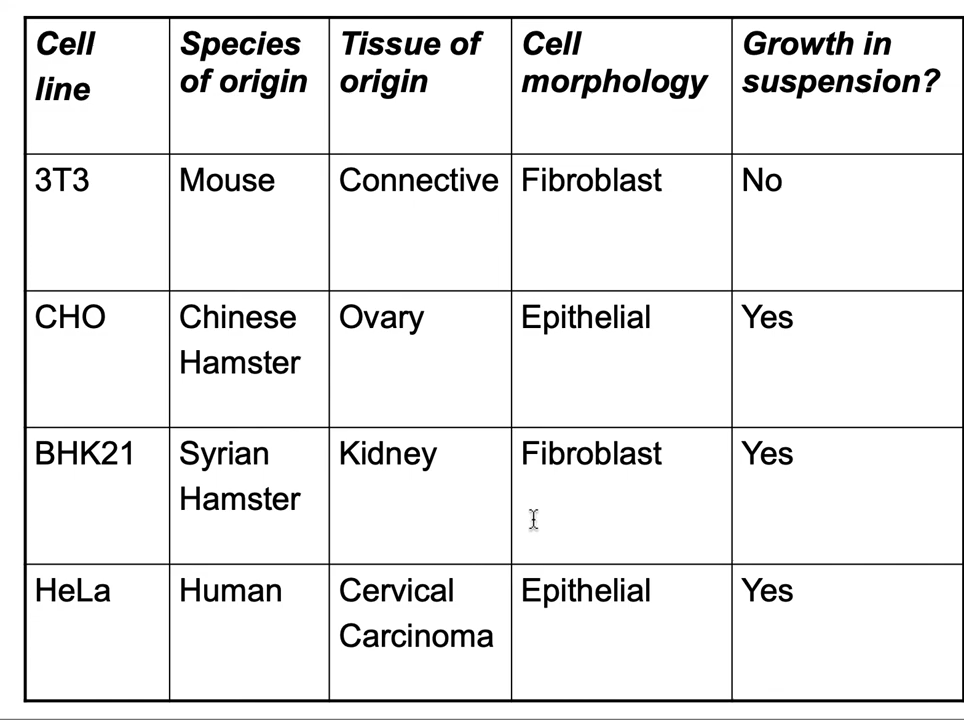 Cell line	Species of origin	Tissue of origin	Cell morphology	Growth in suspension?
3T3	Mouse	Connective	Fibroblast	No
CHO	Chinese Hamster	Ovary	Epithelial	Yes
BHK21	Syrian Hamster	Kidney	Fibroblast	Yes
HeLa	Human	Cervical Carcinoma	Epithelial	Yes